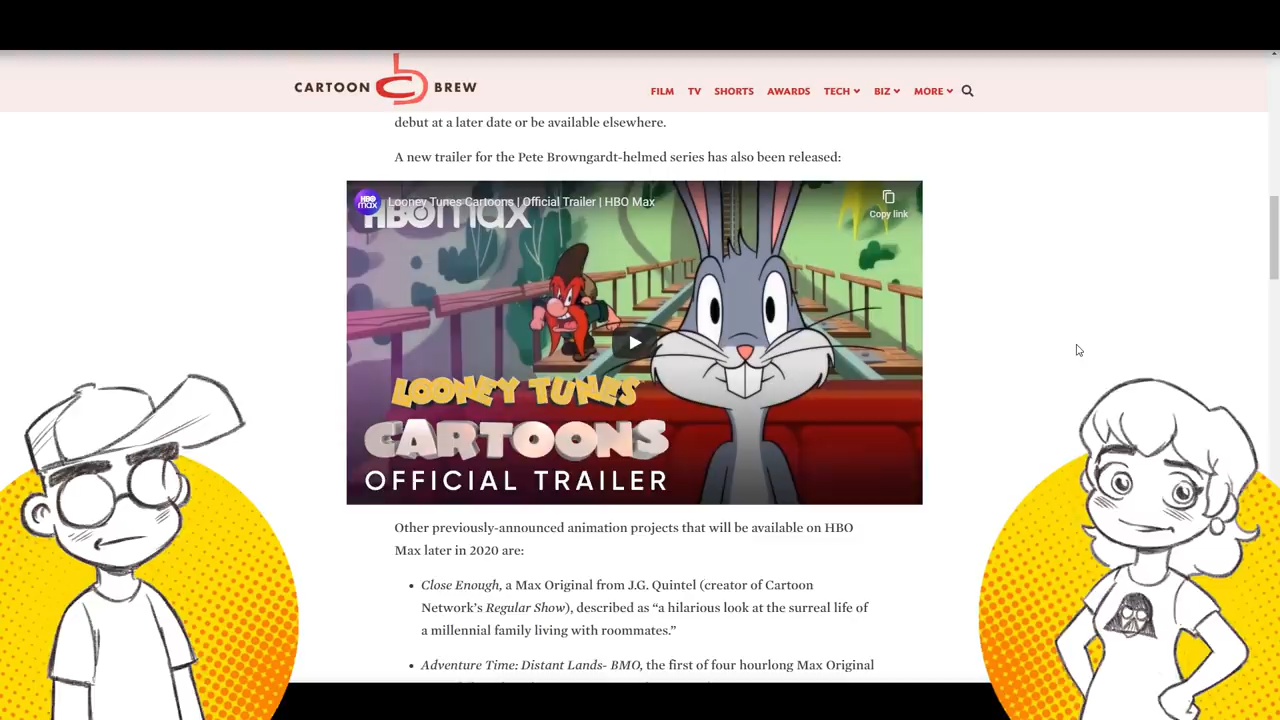 CARTOON BREW
FILM TV SHORTS AWARDS TECH BIZ MORE
debut at a later date or be available elsewhere.
A new trailer for the Pete Browngardt-helmed series has also been released:
HBO max
Looney Tunes Cartoons | Official Trailer | HBO Max
Copy link
HBOmax
LOONEY TUNES
CARTOONS
OFFICIAL TRAILER
Other previously-announced animation projects that will be available on HBO
Max later in 2020 are:
• Close Enough, a Max Original from J.G. Quintel (creator of Cartoon
Network’s Regular Show), described as “a hilarious look at the surreal life of
a millennial family living with roommates.”
• Adventure Time: Distant Lands- BMO, the first of four hourlong Max Original